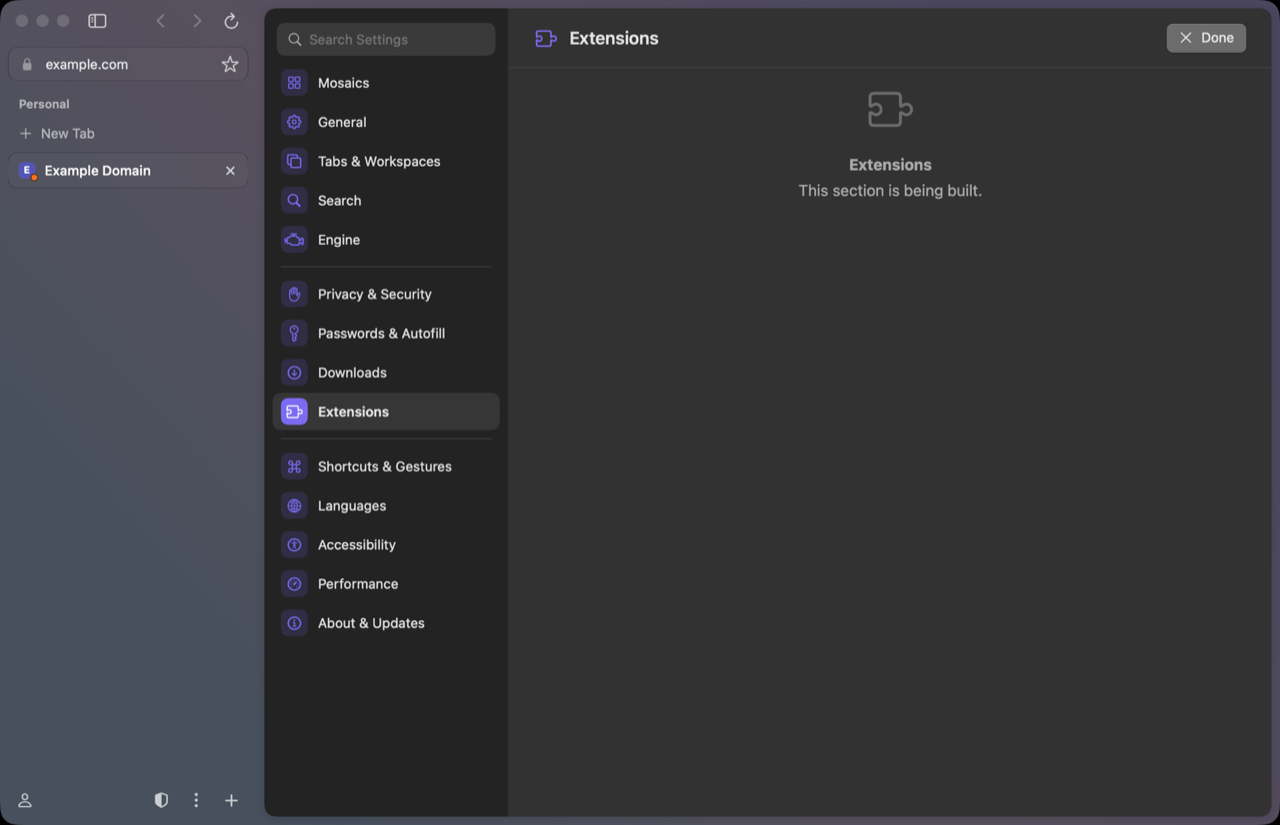 example.com
Personal
New Tab
E
Example Domain
Search Settings
Mosaics
General
Tabs & Workspaces
Search
Engine
Privacy & Security
Passwords & Autofill
Downloads
Extensions
Shortcuts & Gestures
Languages
Accessibility
Performance
About & Updates
Extensions
Done
Extensions
This section is being built.